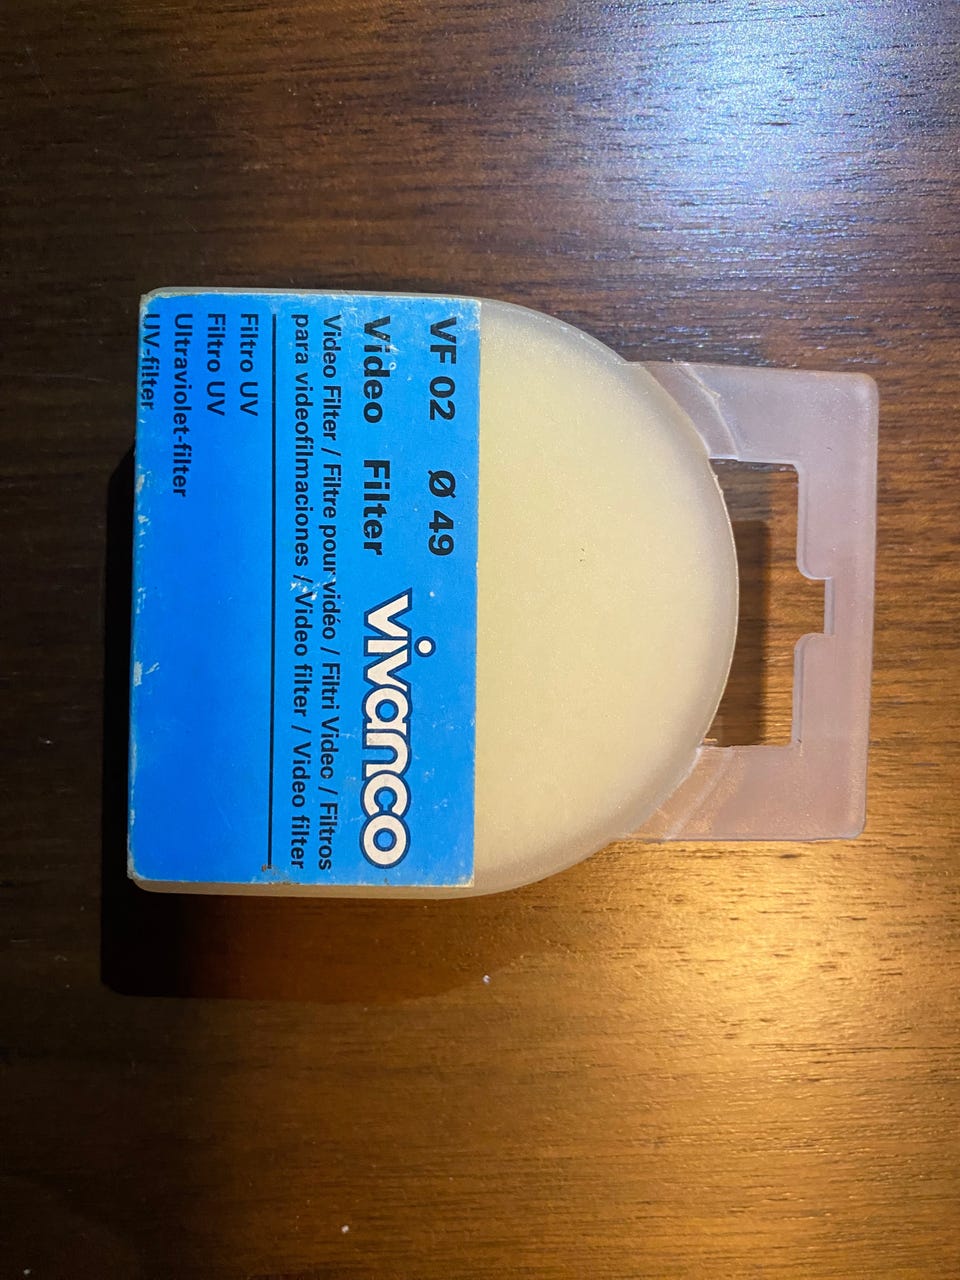 VF 02 Ø 49
Video Filter vivanco
Video Filter / Filtre pour vidéo / Filtri Video / Filtros
para videofilmaciones / Video filter / Video filter
Filtro UV
Filtro UV
Ultraviolet-filter
UV-filter